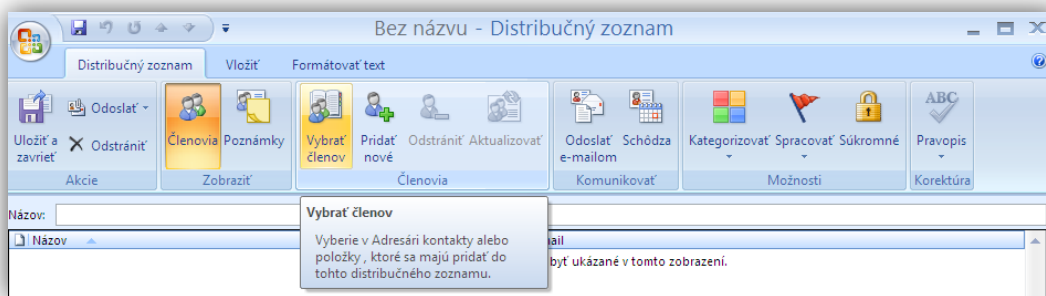 Bez názvu - Distribučný zoznam
Distribučný zoznam Vložiť Formátovať text
Uložiť a zavrieť
Odoslať
Odstrániť
Členovia
Poznámky
Vybrať členov
Pridať nové
Odstrániť
Aktualizovať
Odoslať e-mailom
Schôdza
Kategorizovať
Spracovať
Súkromné
ABC
Pravopis
Akcie Zobraziť Členovia Komunikovať Možnosti Korektúra
Názov:
Názov
Vybrať členov
Vyberie v Adresári kontakty alebo
položky , ktoré sa majú pridať do
tohto distribučného zoznamu.
byť ukázané v tomto zobrazení.